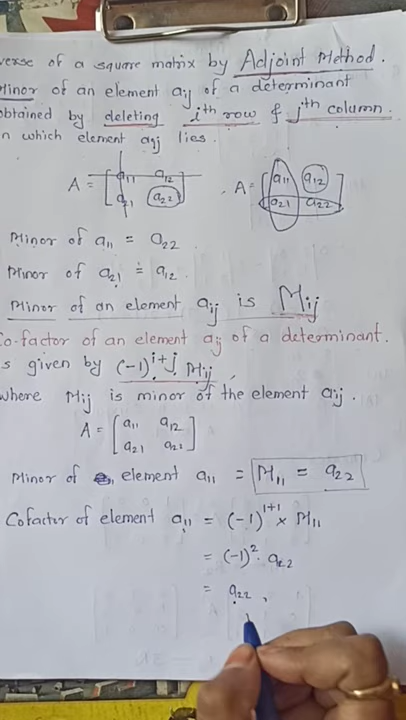 verse of a square matrix by Adjoint Method.
Minor of an element aij of a determinant
obtained by deleting ith row & jth column.
n which element aij lies.
A = [a11 a12
a21 a22] , A = [a11 a12
a21 a22]
Minor of a11 = a22
Minor of a21 = a12
Minor of an element aij is Mij
Co-factor of an element aij of a determinant.
s given by (-1)^i+j . Mij,
where Mij is minor of the element aij.
A = [a11 a12
a21 a22]
Minor of element a11 = M11 = a22
Cofactor of element a11 = (-1)^1+1 × M11
= (-1)^2 . a22
= a22,